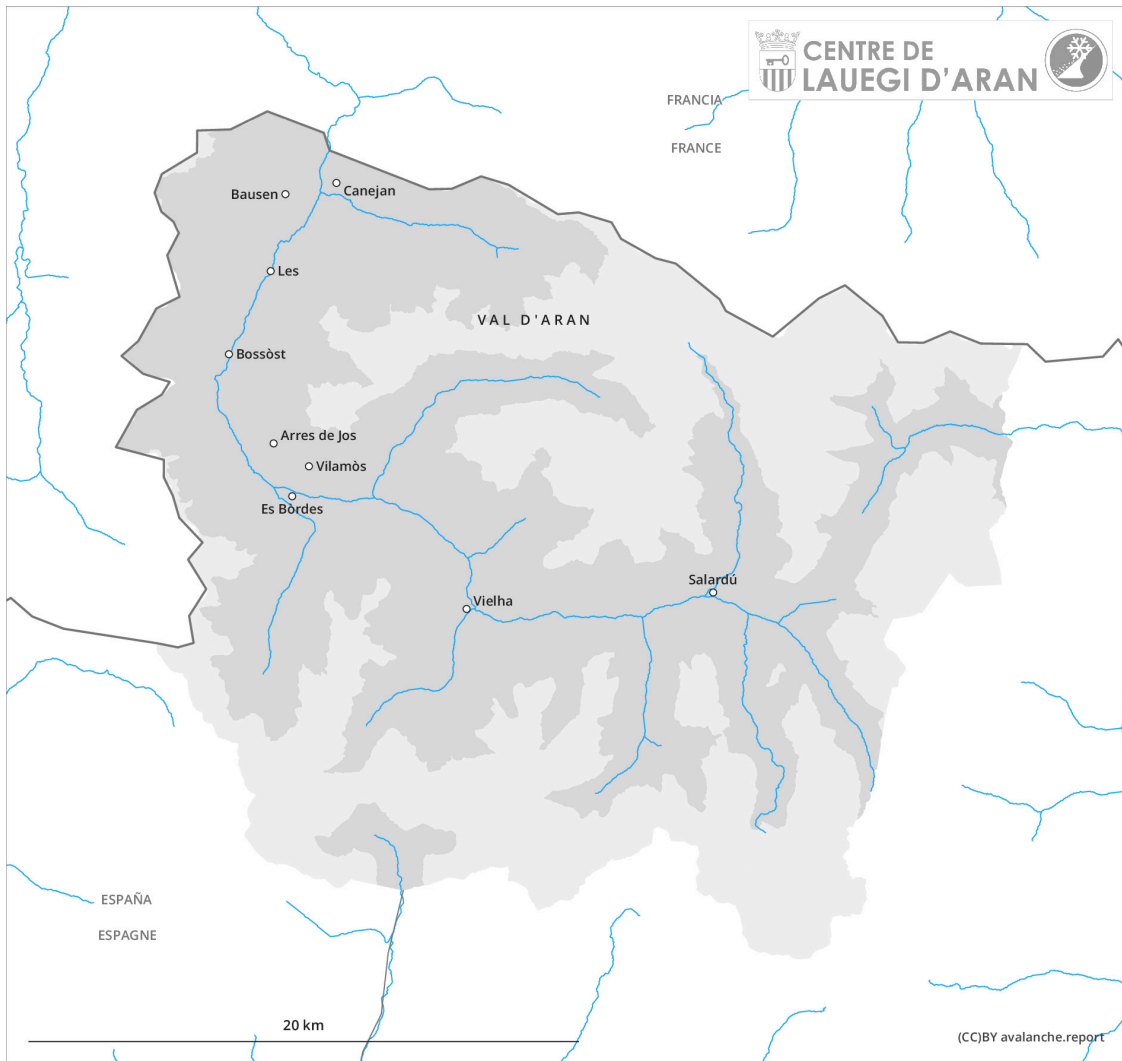 CENTRE DE
LAUEGI D'ARAN
FRANCIA
FRANCE
Bausen
Canejan
Les
VAL D'ARAN
Bossòst
Arres de Jos
Vilamòs
Es Bòrdes
Salardú
Vielha
ESPAÑA
ESPAGNE
20 km
(CC)BY avalanche.report